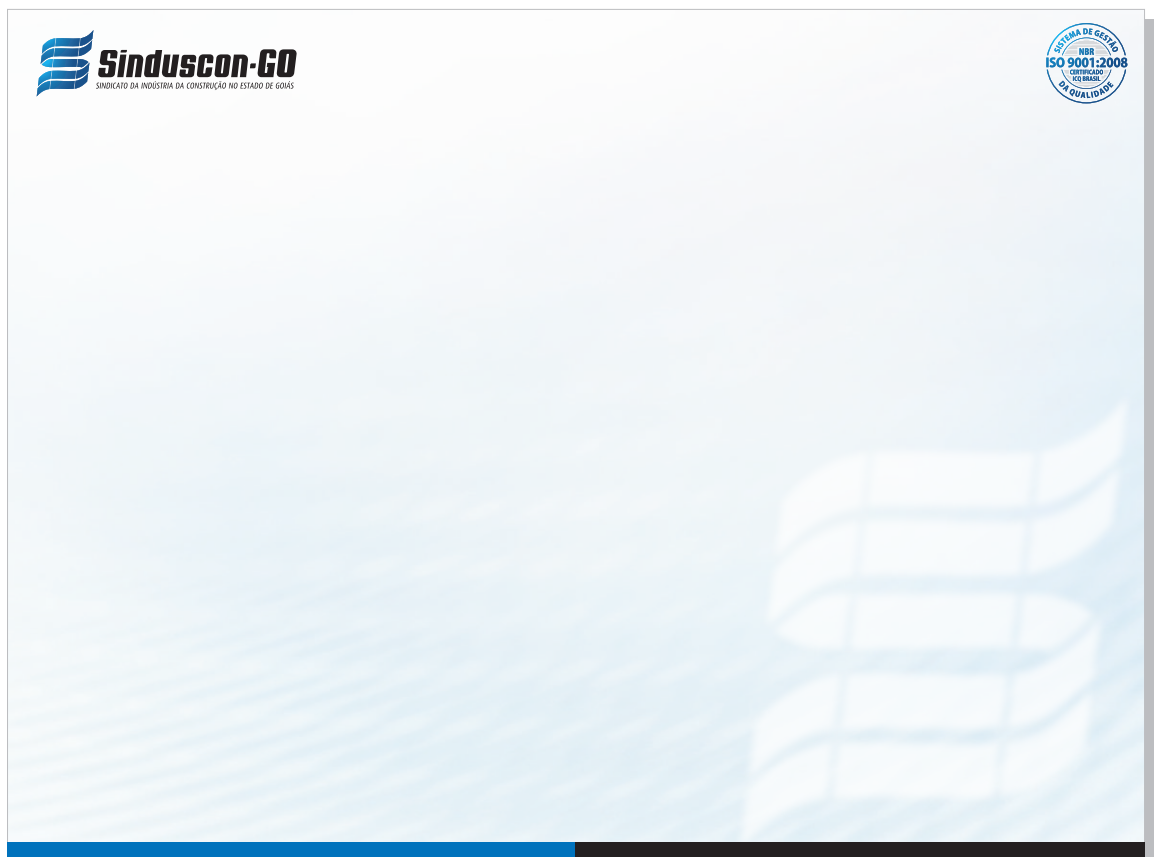 Sinduscon-GO
SINDICATO DA INDÚSTRIA DA CONSTRUÇÃO NO ESTADO DE GOIÁS
SISTEMA DE GESTÃO
NBR
ISO 9001:2008
CERTIFICADO
ICQ BRASIL
DA QUALIDADE